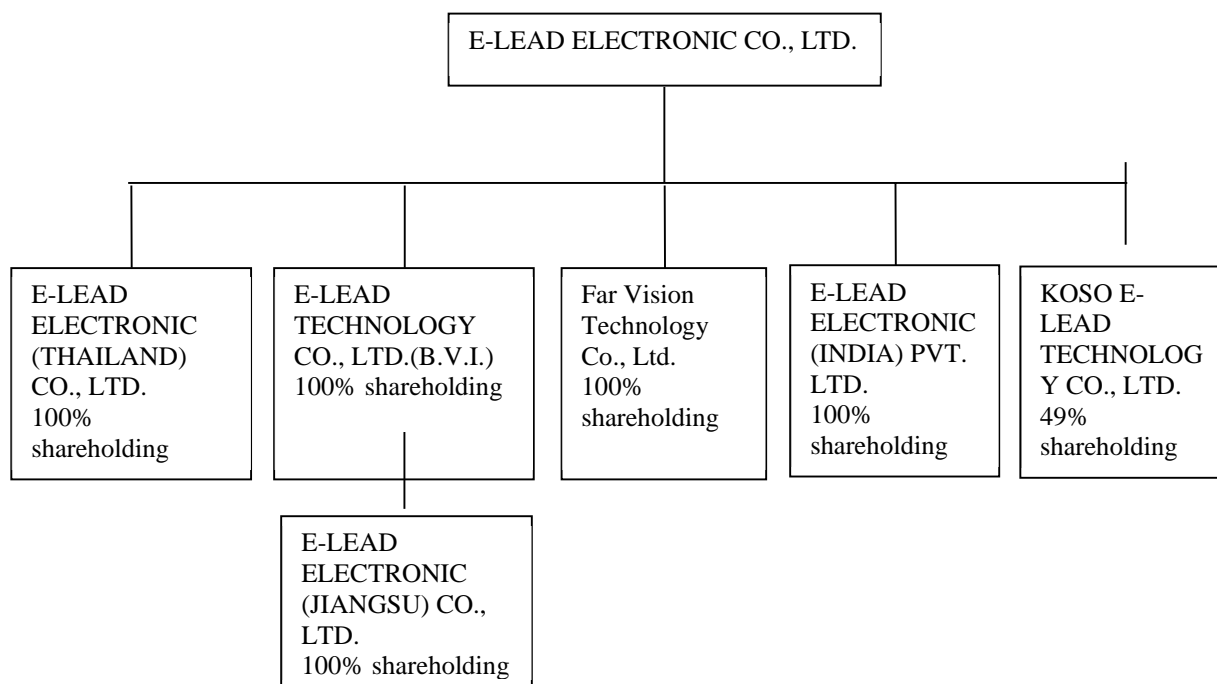 E-LEAD ELECTRONIC CO., LTD.
E-LEAD
ELECTRONIC
(THAILAND)
CO., LTD.
100%
shareholding
E-LEAD
TECHNOLOGY
CO., LTD.(B.V.I.)
100% shareholding
Far Vision
Technology
Co., Ltd.
100%
shareholding
E-LEAD
ELECTRONIC
(INDIA) PVT.
LTD.
100%
shareholding
KOSO E-
LEAD
TECHNOLOG
Y CO., LTD.
49%
shareholding
E-LEAD
ELECTRONIC
(JIANGSU) CO.,
LTD.
100% shareholding